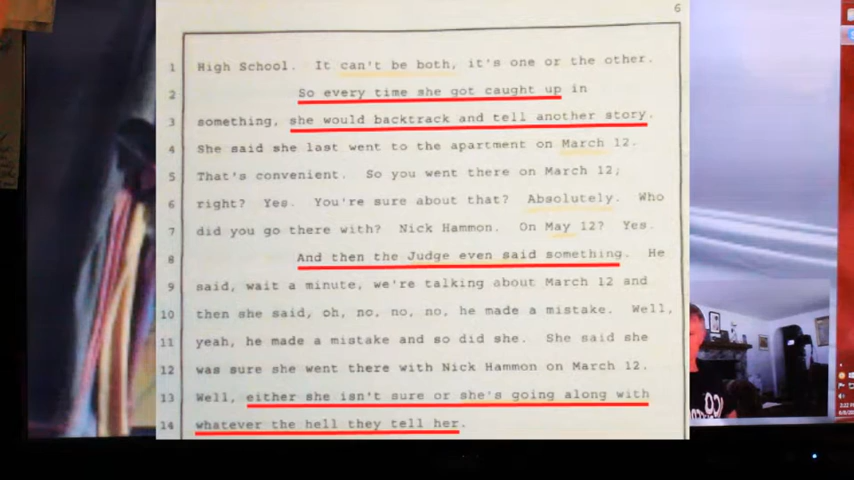 6
1 High School. It can't be both, it's one or the other.
2 So every time she got caught up in
3 something, she would backtrack and tell another story.
4 She said she last went to the apartment on March 12.
5 That's convenient. So you went there on March 12;
6 right? Yes. You're sure about that? Absolutely. Who
7 did you go there with? Nick Hammon. On May 12? Yes.
8 And then the Judge even said something. He
9 said, wait a minute, we're talking about March 12 and
10 then she said, oh, no, no, no, he made a mistake. Well,
11 yeah, he made a mistake and so did she. She said she
12 was sure she went there with Nick Hammon on March 12.
13 Well, either she isn't sure or she's going along with
14 whatever the hell they tell her.